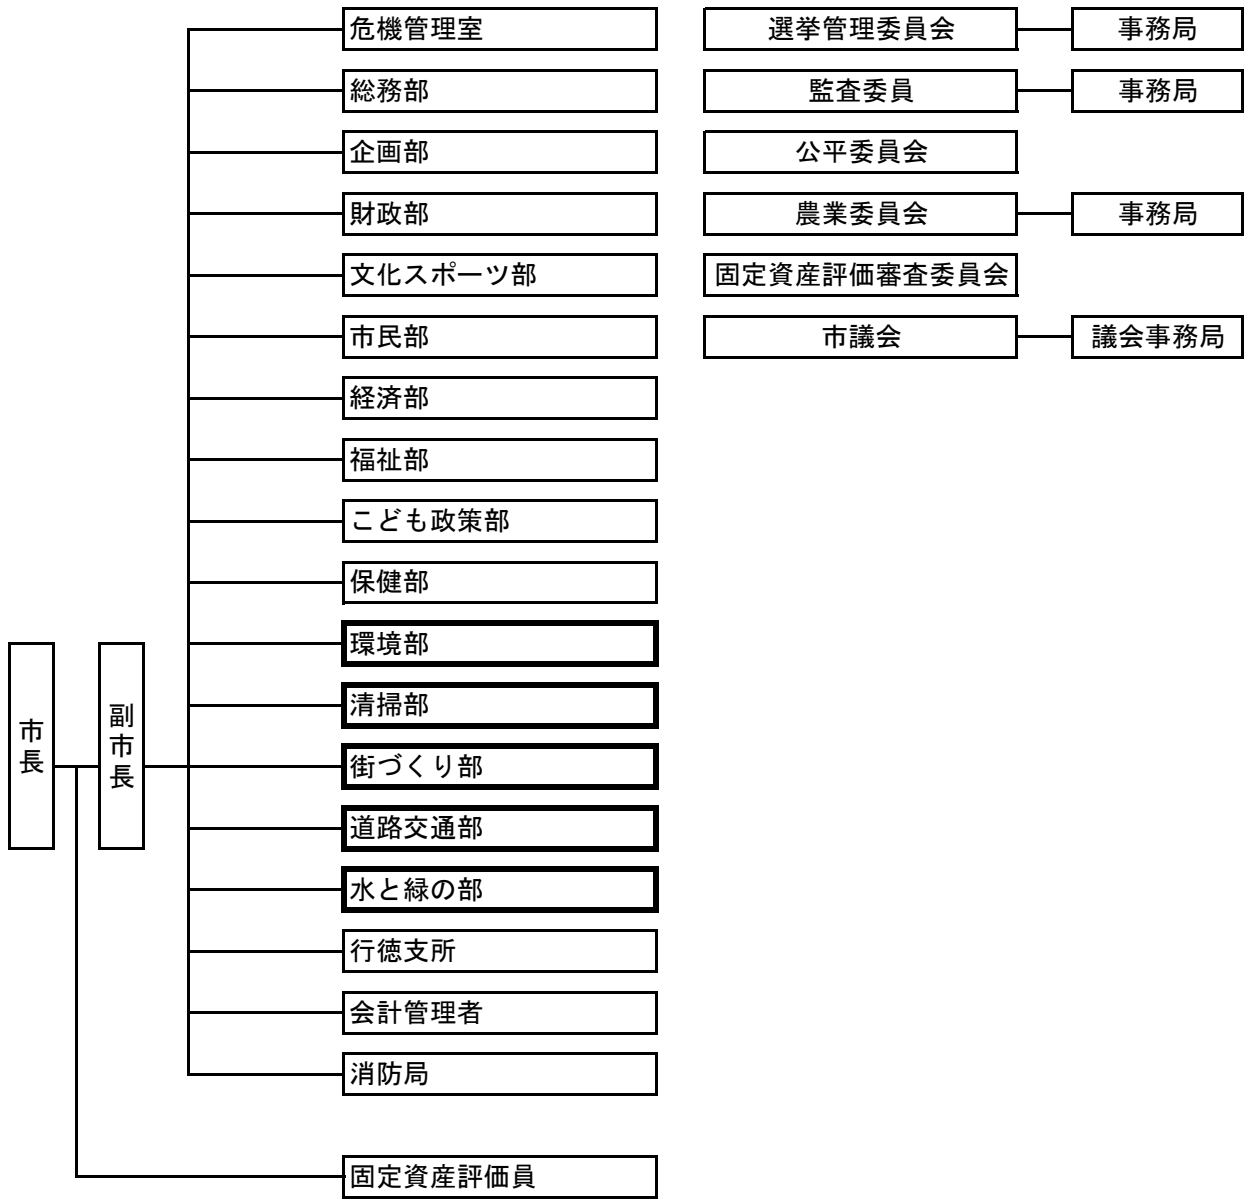 危機管理室
選挙管理委員会
事務局
総務部
監査委員
事務局
企画部
公平委員会
財政部
農業委員会
事務局
文化スポーツ部
固定資産評価審査委員会
市民部
市議会
議会事務局
経済部
福祉部
こども政策部
保健部
環境部
清掃部
市長
副市長
街づくり部
道路交通部
水と緑の部
行徳支所
会計管理者
消防局
固定資産評価員